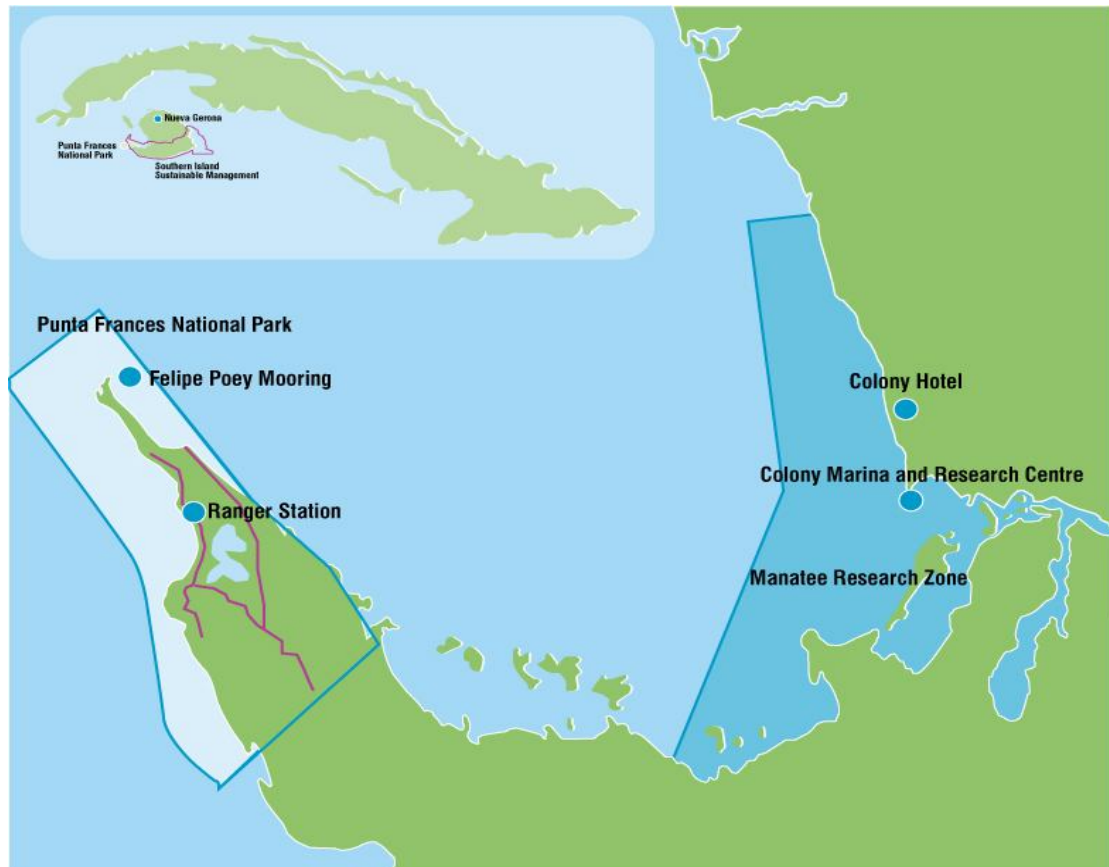 Nueva Gerona
Punta Frances
National Park
Southern Island
Sustainable Management
Punta Frances National Park
Felipe Poey Mooring
Colony Hotel
Colony Marina and Research Centre
Ranger Station
Manatee Research Zone